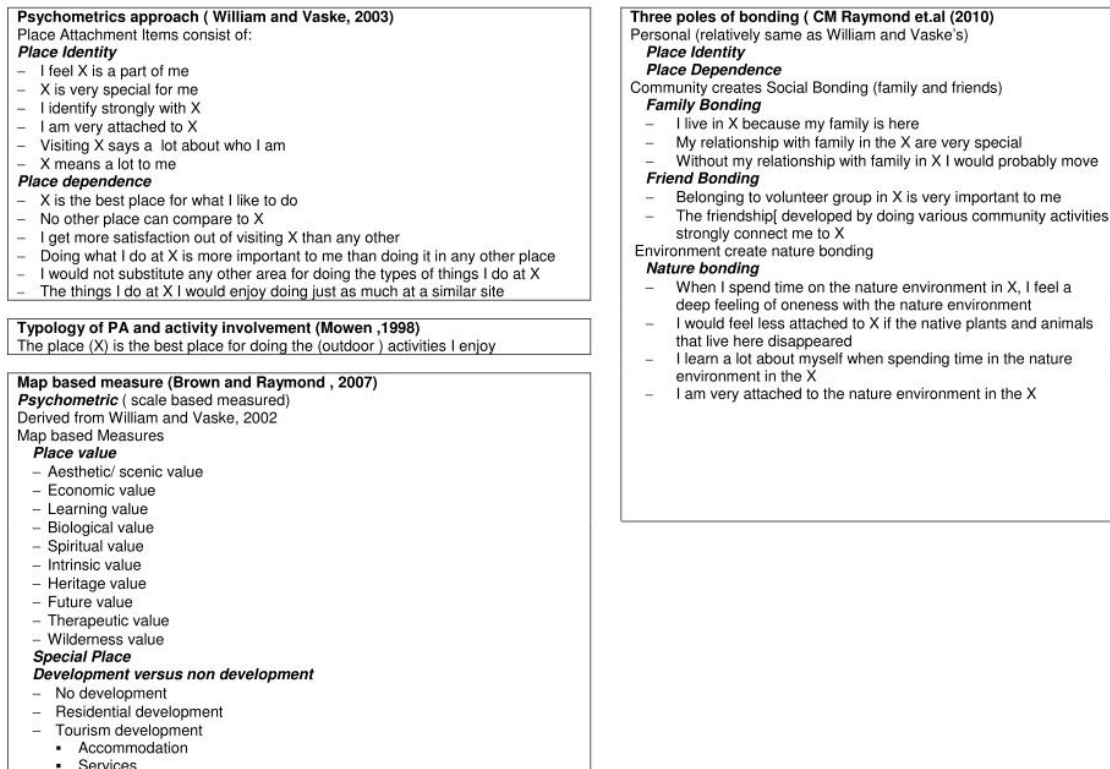 Psychometrics approach ( William and Vaske, 2003)
Place Attachment Items consist of:
Place Identity
– I feel X is a part of me
– X is very special for me
– I identify strongly with X
– I am very attached to X
– Visiting X says a lot about who I am
– X means a lot to me
Place dependence
– X is the best place for what I like to do
– No other place can compare to X
– I get more satisfaction out of visiting X than any other
– Doing what I do at X is more important to me than doing it in any other place
– I would not substitute any other area for doing the types of things I do at X
– The things I do at X I would enjoy doing just as much at a similar site
Typology of PA and activity involvement (Mowen ,1998)
The place (X) is the best place for doing the (outdoor ) activities I enjoy
Map based measure (Brown and Raymond , 2007)
Psychometric ( scale based measured)
Derived from William and Vaske, 2002
Map based Measures
Place value
– Aesthetic/ scenic value
– Economic value
– Learning value
– Biological value
– Spiritual value
– Intrinsic value
– Heritage value
– Future value
– Therapeutic value
– Wilderness value
Special Place
Development versus non development
– No development
– Residential development
– Tourism development
▪ Accommodation
▪ Services
Three poles of bonding ( CM Raymond et.al (2010)
Personal (relatively same as William and Vaske's)
Place Identity
Place Dependence
Community creates Social Bonding (family and friends)
Family Bonding
– I live in X because my family is here
– My relationship with family in the X are very special
– Without my relationship with family in X I would probably move
Friend Bonding
– Belonging to volunteer group in X is very important to me
– The friendship[ developed by doing various community activities
strongly connect me to X
Environment create nature bonding
Nature bonding
– When I spend time on the nature environment in X, I feel a
deep feeling of oneness with the nature environment
– I would feel less attached to X if the native plants and animals
that live here disappeared
– I learn a lot about myself when spending time in the nature
environment in the X
– I am very attached to the nature environment in the X